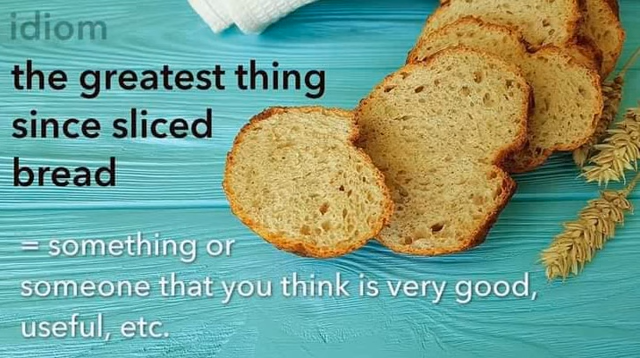 idiom
the greatest thing
since sliced
bread
= something or
someone that you think is very good,
useful, etc.